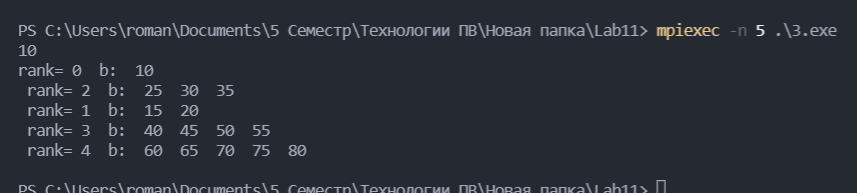 PS C:\Users\roman\Documents\5 Семестр\Технологии ПВ\Новая папка\Lab11> mpiexec -n 5 .\3.exe
10
rank= 0  b:  10
 rank= 2  b:  25  30  35
 rank= 1  b:  15  20
 rank= 3  b:  40  45  50  55
 rank= 4  b:  60  65  70  75  80
PS C:\Users\roman\Documents\5 Семестр\Технологии ПВ\Новая папка\Lab11>